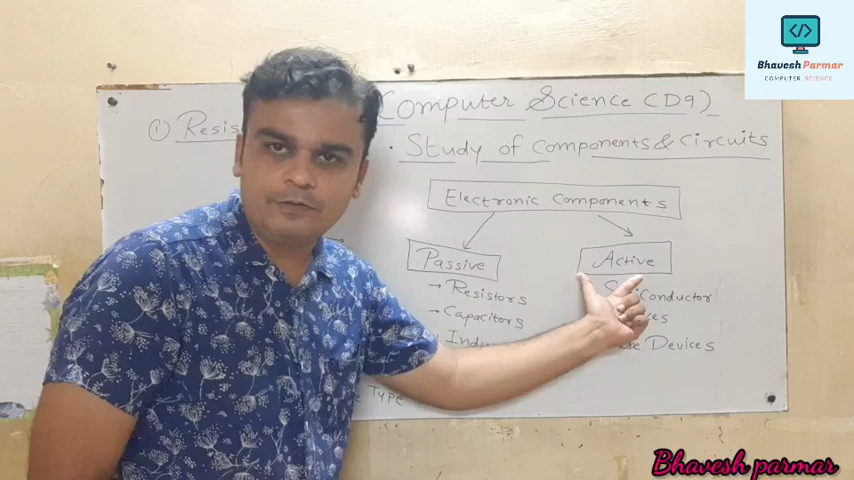 Bhavesh Parmar
COMPUTER SCIENCE
Computer Science (D9)
① Resis
• Study of Components & Circuits
Electronic Components
Passive
Active
→ Resistors
→ Capacitors
conductor
Devices
Type
Bhavesh parmar